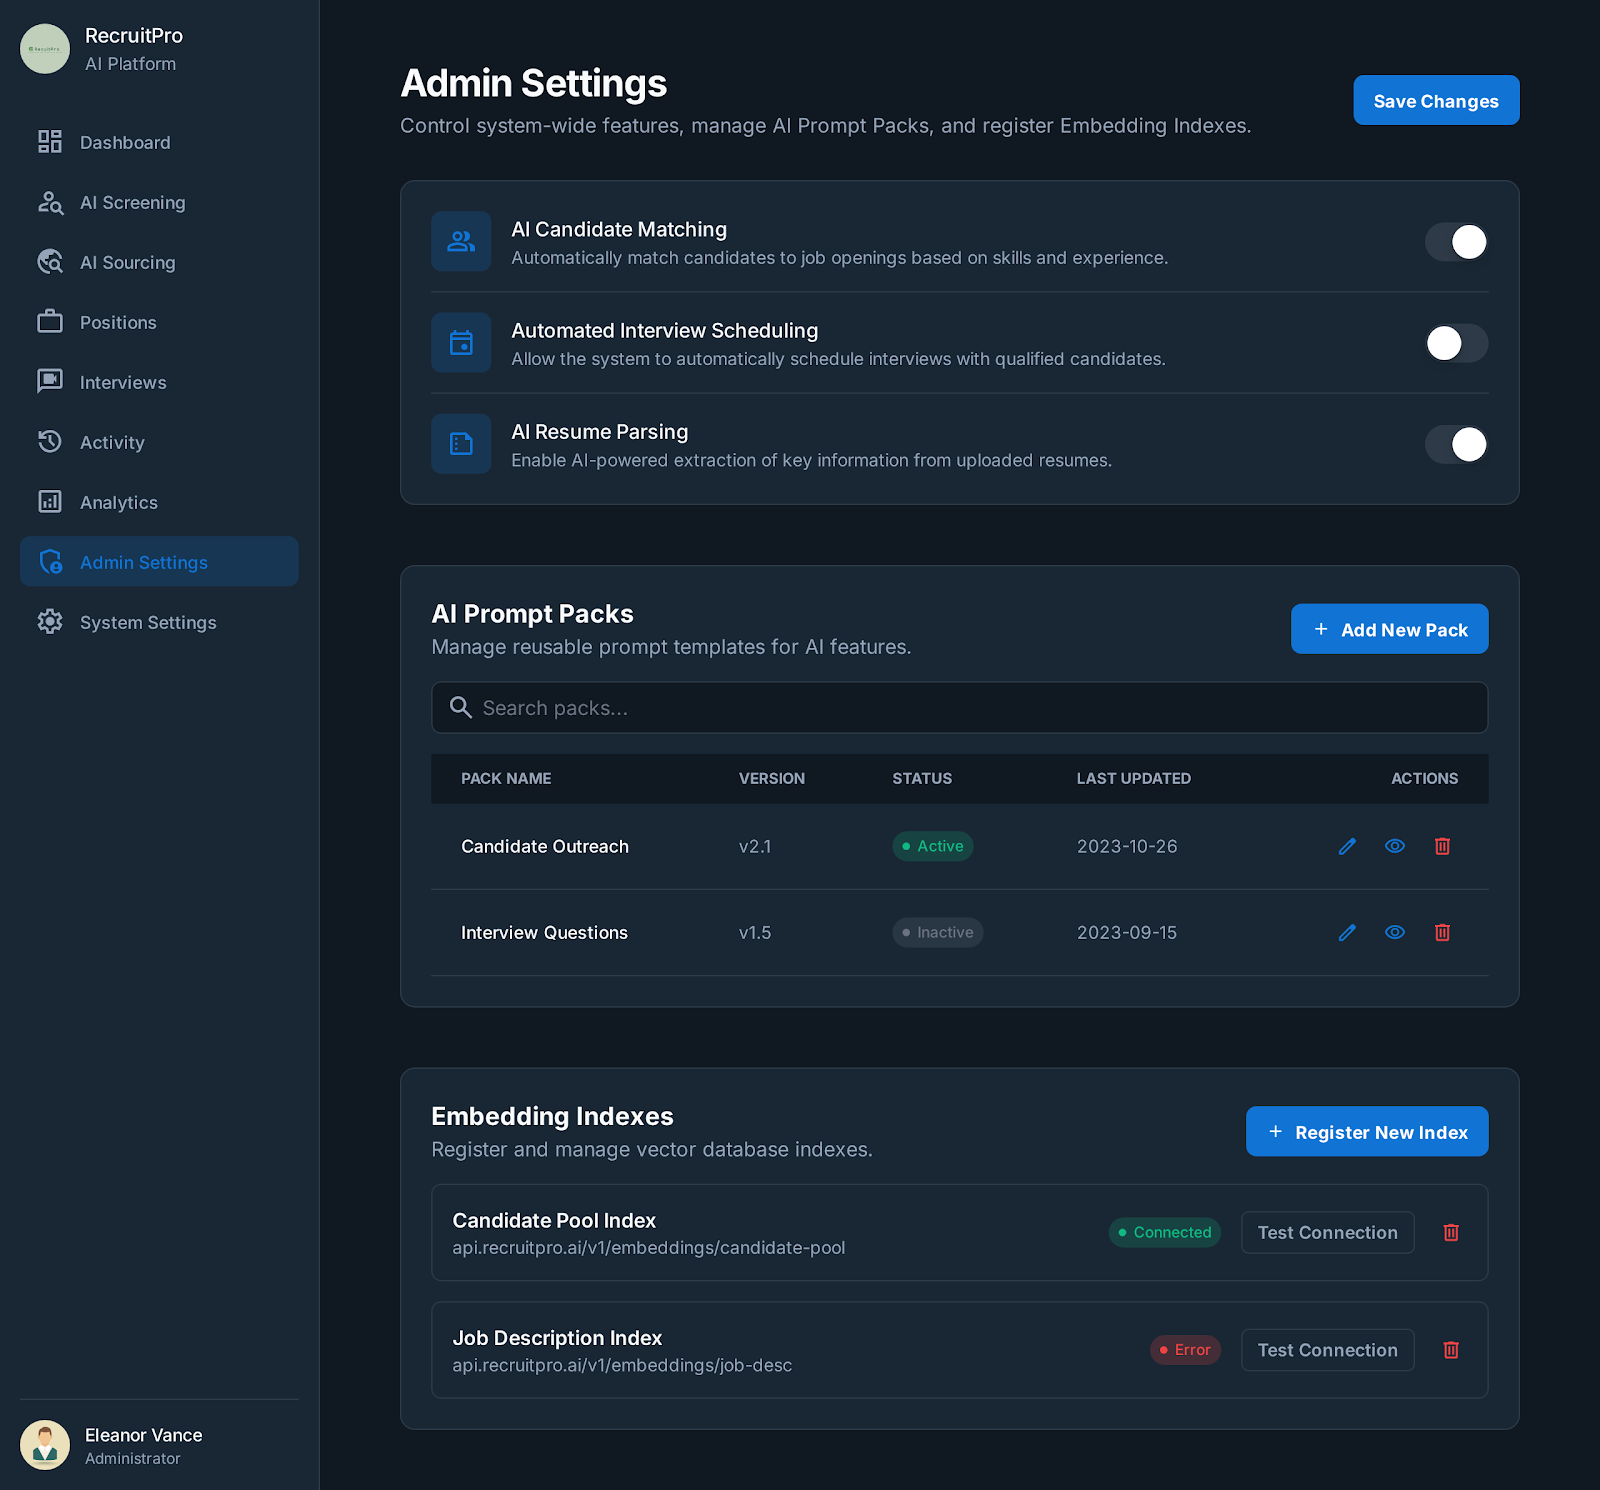 RecruitPro
AI Platform
Dashboard
AI Screening
AI Sourcing
Positions
Interviews
Activity
Analytics
Admin Settings
System Settings
Eleanor Vance
Administrator
Admin Settings
Control system-wide features, manage AI Prompt Packs, and register Embedding Indexes.
Save Changes
AI Candidate Matching
Automatically match candidates to job openings based on skills and experience.
Automated Interview Scheduling
Allow the system to automatically schedule interviews with qualified candidates.
AI Resume Parsing
Enable AI-powered extraction of key information from uploaded resumes.
AI Prompt Packs
Manage reusable prompt templates for AI features.
+ Add New Pack
Search packs...
PACK NAME VERSION STATUS LAST UPDATED ACTIONS
Candidate Outreach v2.1 Active 2023-10-26
Interview Questions v1.5 Inactive 2023-09-15
Embedding Indexes
Register and manage vector database indexes.
+ Register New Index
Candidate Pool Index
api.recruitpro.ai/v1/embeddings/candidate-pool
Connected
Test Connection
Job Description Index
api.recruitpro.ai/v1/embeddings/job-desc
Error
Test Connection